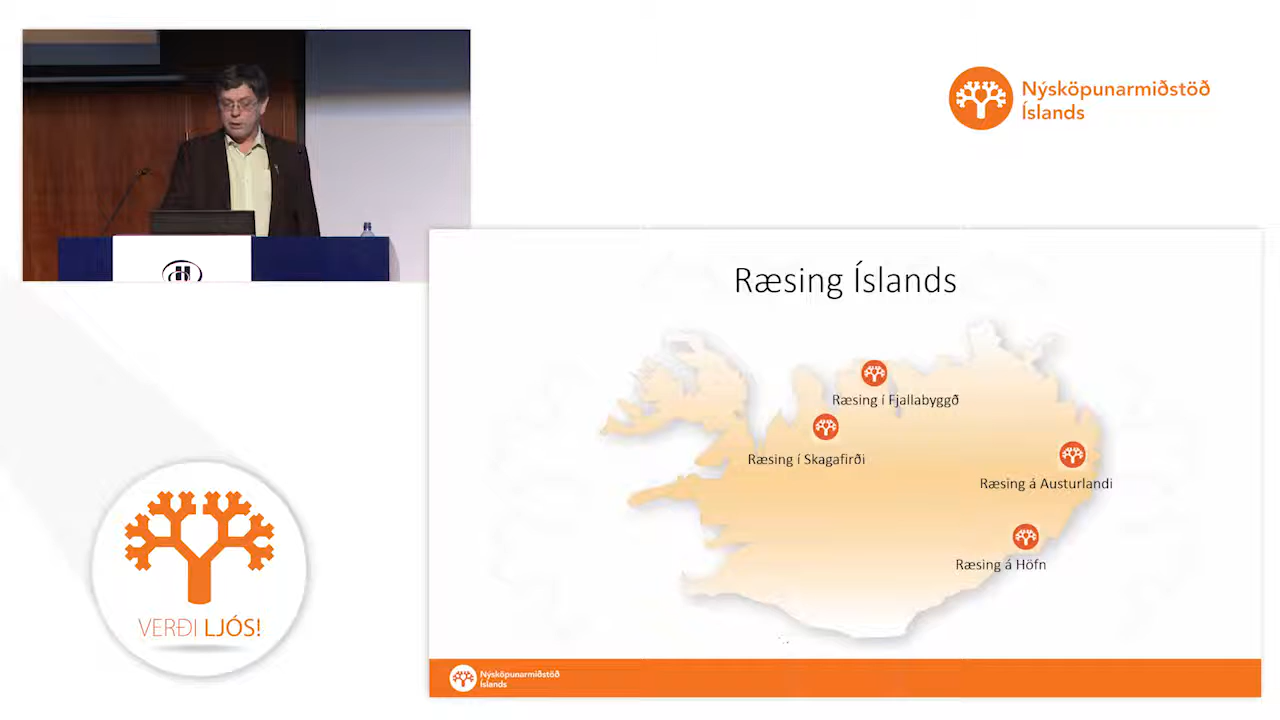 Nýsköpunarmiðstöð
Íslands
Ræsing Íslands
Ræsing í Fjallabyggð
Ræsing í Skagafirði
Ræsing á Austurlandi
Ræsing á Höfn
VERÐI LJÓS!
Nýsköpunarmiðstöð
Íslands